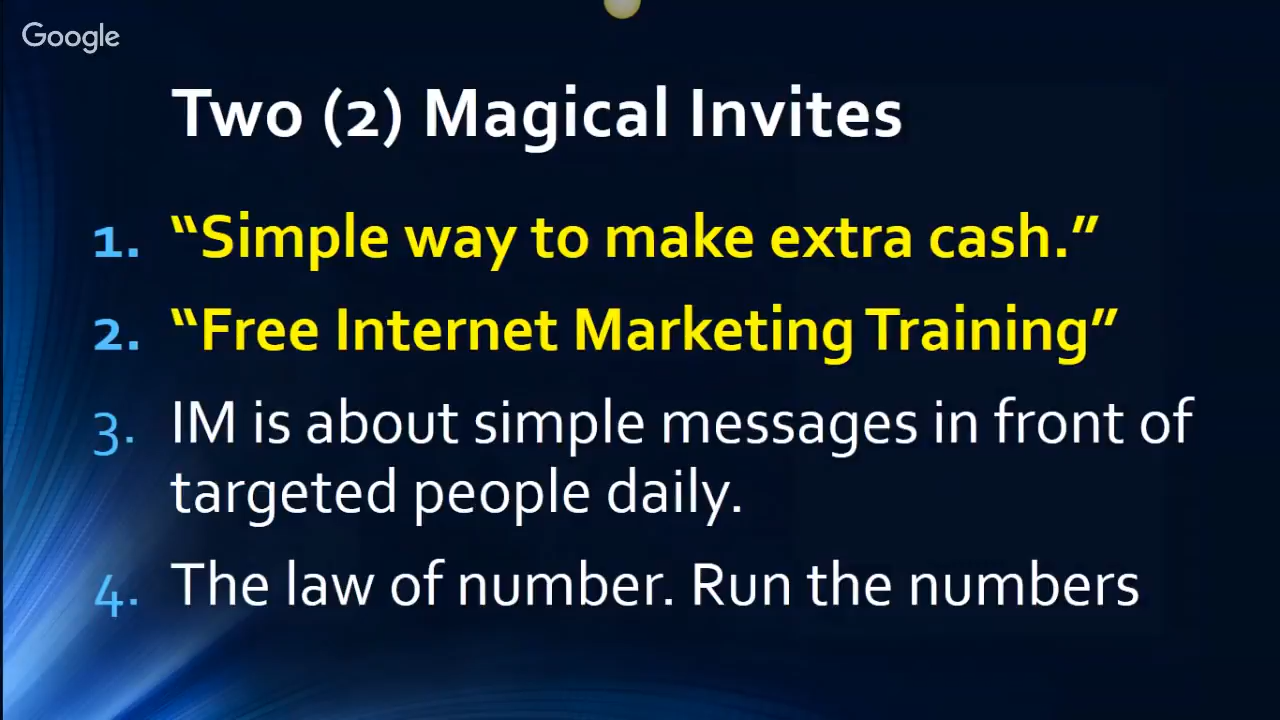 Google
Two (2) Magical Invites
1. “Simple way to make extra cash.”
2. “Free Internet Marketing Training”
3. IM is about simple messages in front of
targeted people daily.
4. The law of number. Run the numbers